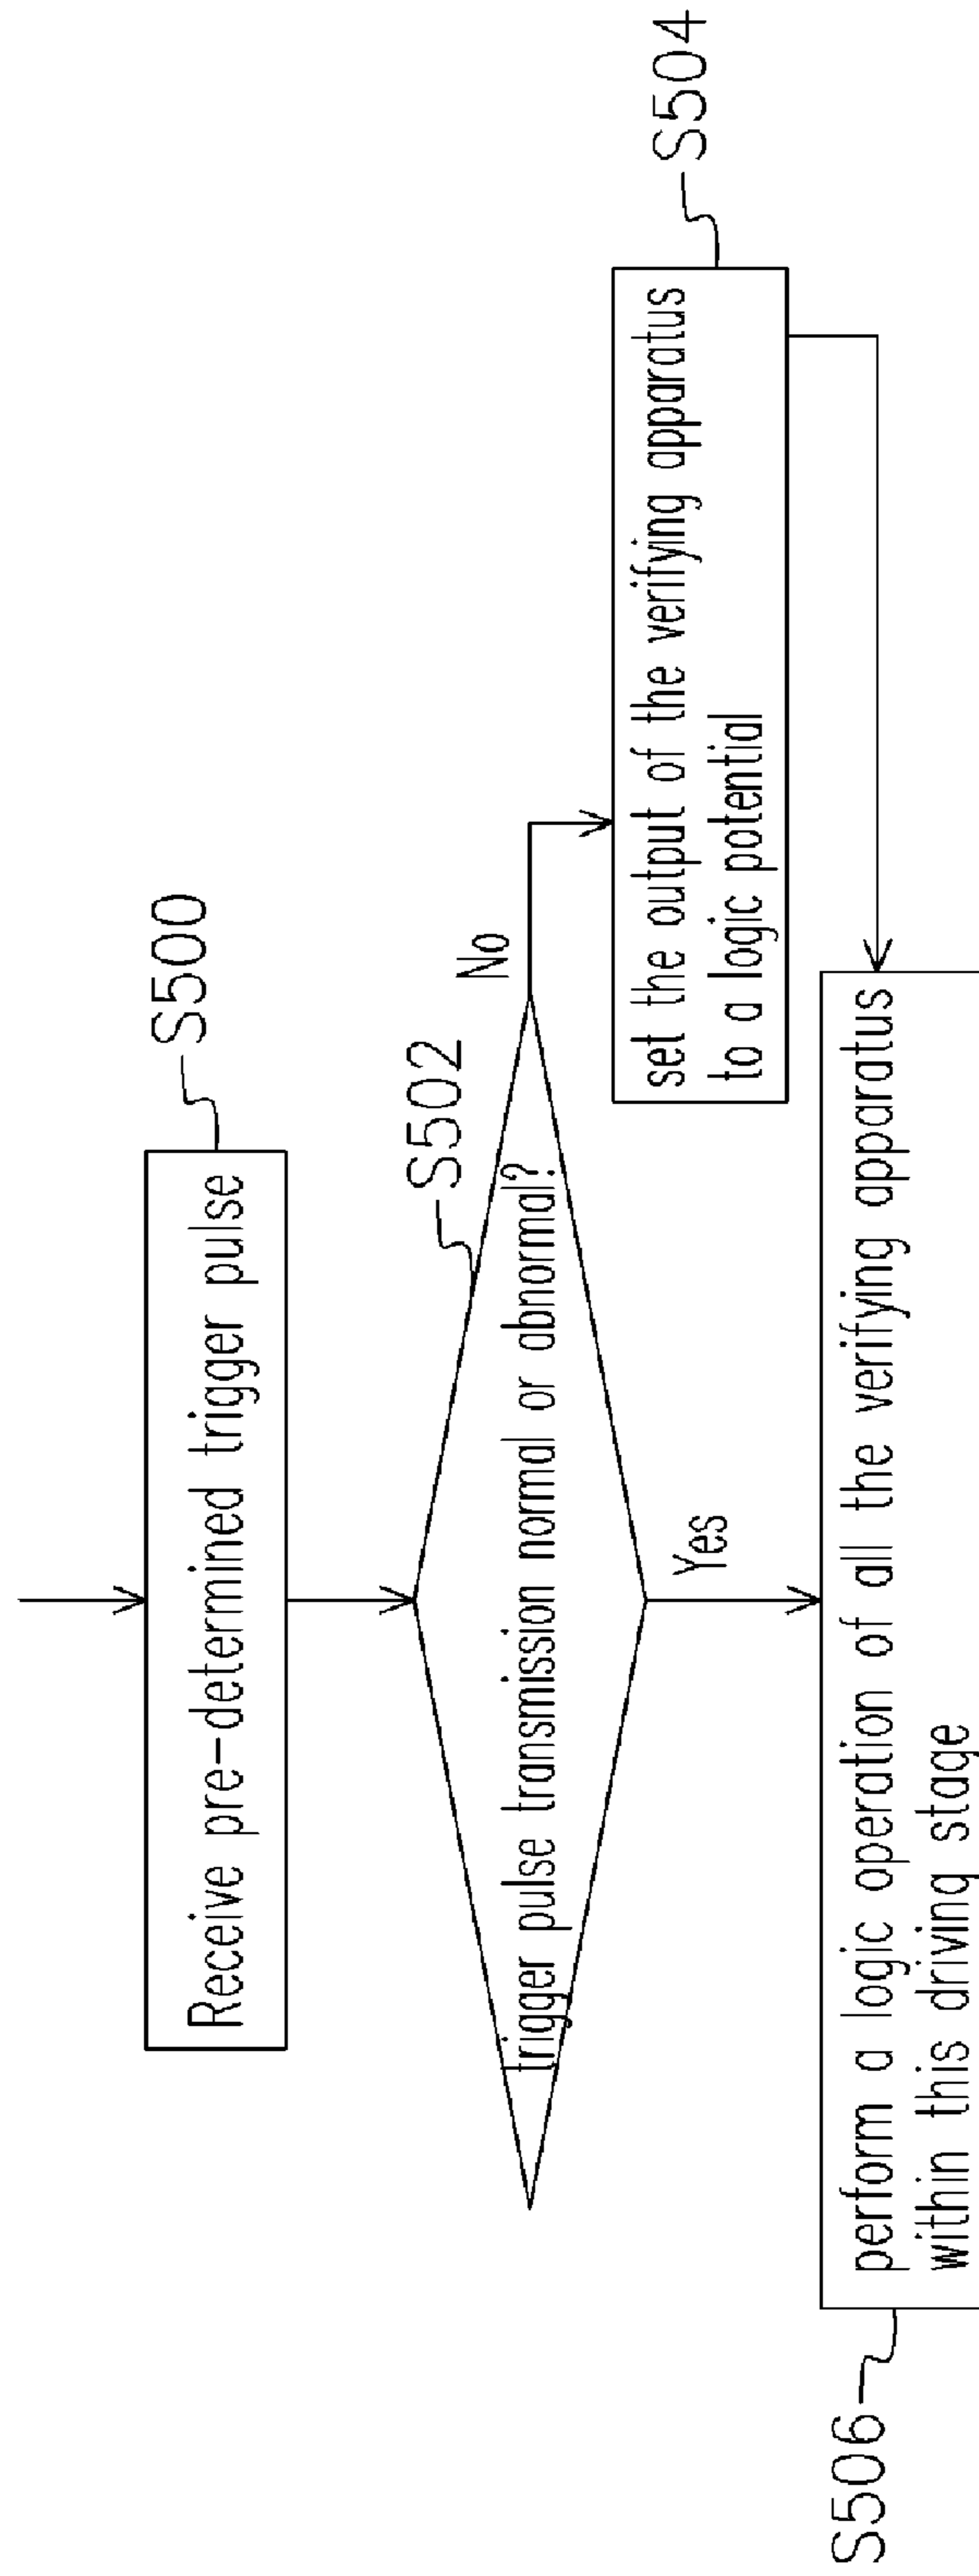 S500
Receive pre-determined trigger pulse
S502
trigger pulse transmission normal or abnormal?
No
Yes
S504
set the output of the verifying apparatus
to a logic potential
S506
perform a logic operation of all the verifying apparatus
within this driving stage